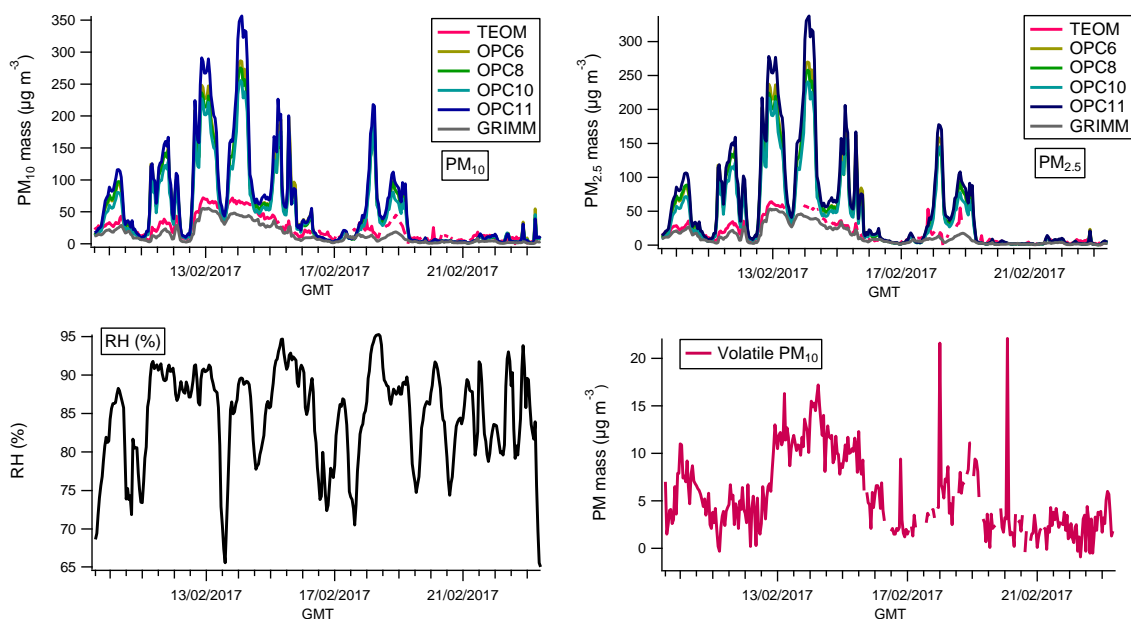 PM10 mass (µg m-3)
350
300
250
200
150
100
50
0
TEOM
OPC6
OPC8
OPC10
OPC11
GRIMM
PM10
13/02/2017
17/02/2017
21/02/2017
GMT
PM2.5 mass (µg m-3)
300
250
200
150
100
50
0
TEOM
OPC6
OPC8
OPC10
OPC11
GRIMM
PM2.5
13/02/2017
17/02/2017
21/02/2017
GMT
RH (%)
95
90
85
80
75
70
65
RH (%)
13/02/2017
17/02/2017
21/02/2017
GMT
PM mass (µg m-3)
20
15
10
5
0
Volatile PM10
13/02/2017
17/02/2017
21/02/2017
GMT